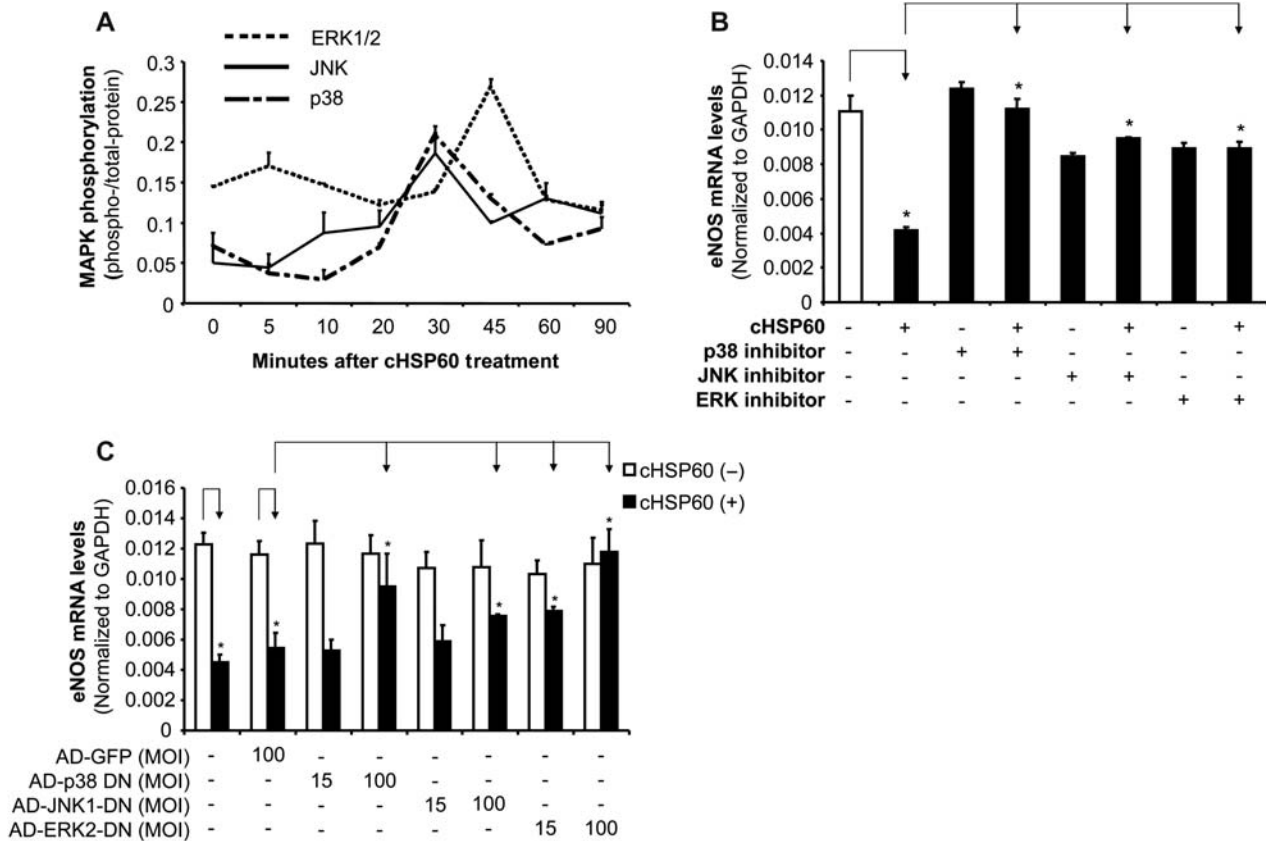 A
ERK1/2
JNK
p38
MAPK phosphorylation
(phospho-/total-protein)
0.3
0.25
0.2
0.15
0.1
0.05
0
0 5 10 20 30 45 60 90
Minutes after cHSP60 treatment
B
eNOS mRNA levels
(Normalized to GAPDH)
0.014
0.012
0.010
0.008
0.006
0.004
0.002
0
* * * *
cHSP60 - + - + - + - +
p38 inhibitor - - + + - - - -
JNK inhibitor - - - - + + - -
ERK inhibitor - - - - - - + +
C
cHSP60 (–)
cHSP60 (+)
eNOS mRNA levels
(Normalized to GAPDH)
0.016
0.014
0.012
0.010
0.008
0.006
0.004
0.002
0
* * * * * *
AD-GFP (MOI) - 100 - - - - - -
AD-p38 DN (MOI) - - 15 100 - - - -
AD-JNK1-DN (MOI) - - - - 15 100 - -
AD-ERK2-DN (MOI) - - - - - - 15 100